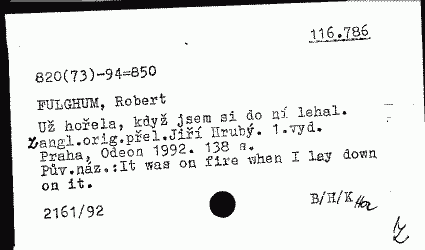 116.786
820(73)-94=850
FULGHUM, Robert
Už hořela, když jsem si do ní lehal.
Z angl.orig.přel.Jiří Hrubý. 1.vyd.
Praha, Odeon 1992. 138 s.
Pův.náz.:It was on fire when I lay down
on it.
2161/92
B/H/K